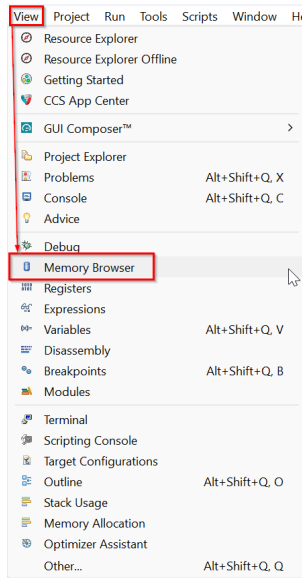 View Project Run Tools Scripts Window
Resource Explorer
Resource Explorer Offline
Getting Started
CCS App Center
GUI Composer™
Project Explorer
Problems Alt+Shift+Q, X
Console Alt+Shift+Q, C
Advice
Debug
Memory Browser
Registers
Expressions
Variables Alt+Shift+Q, V
Disassembly
Breakpoints Alt+Shift+Q, B
Modules
Terminal
Scripting Console
Target Configurations
Outline Alt+Shift+Q, O
Stack Usage
Memory Allocation
Optimizer Assistant
Other... Alt+Shift+Q, Q